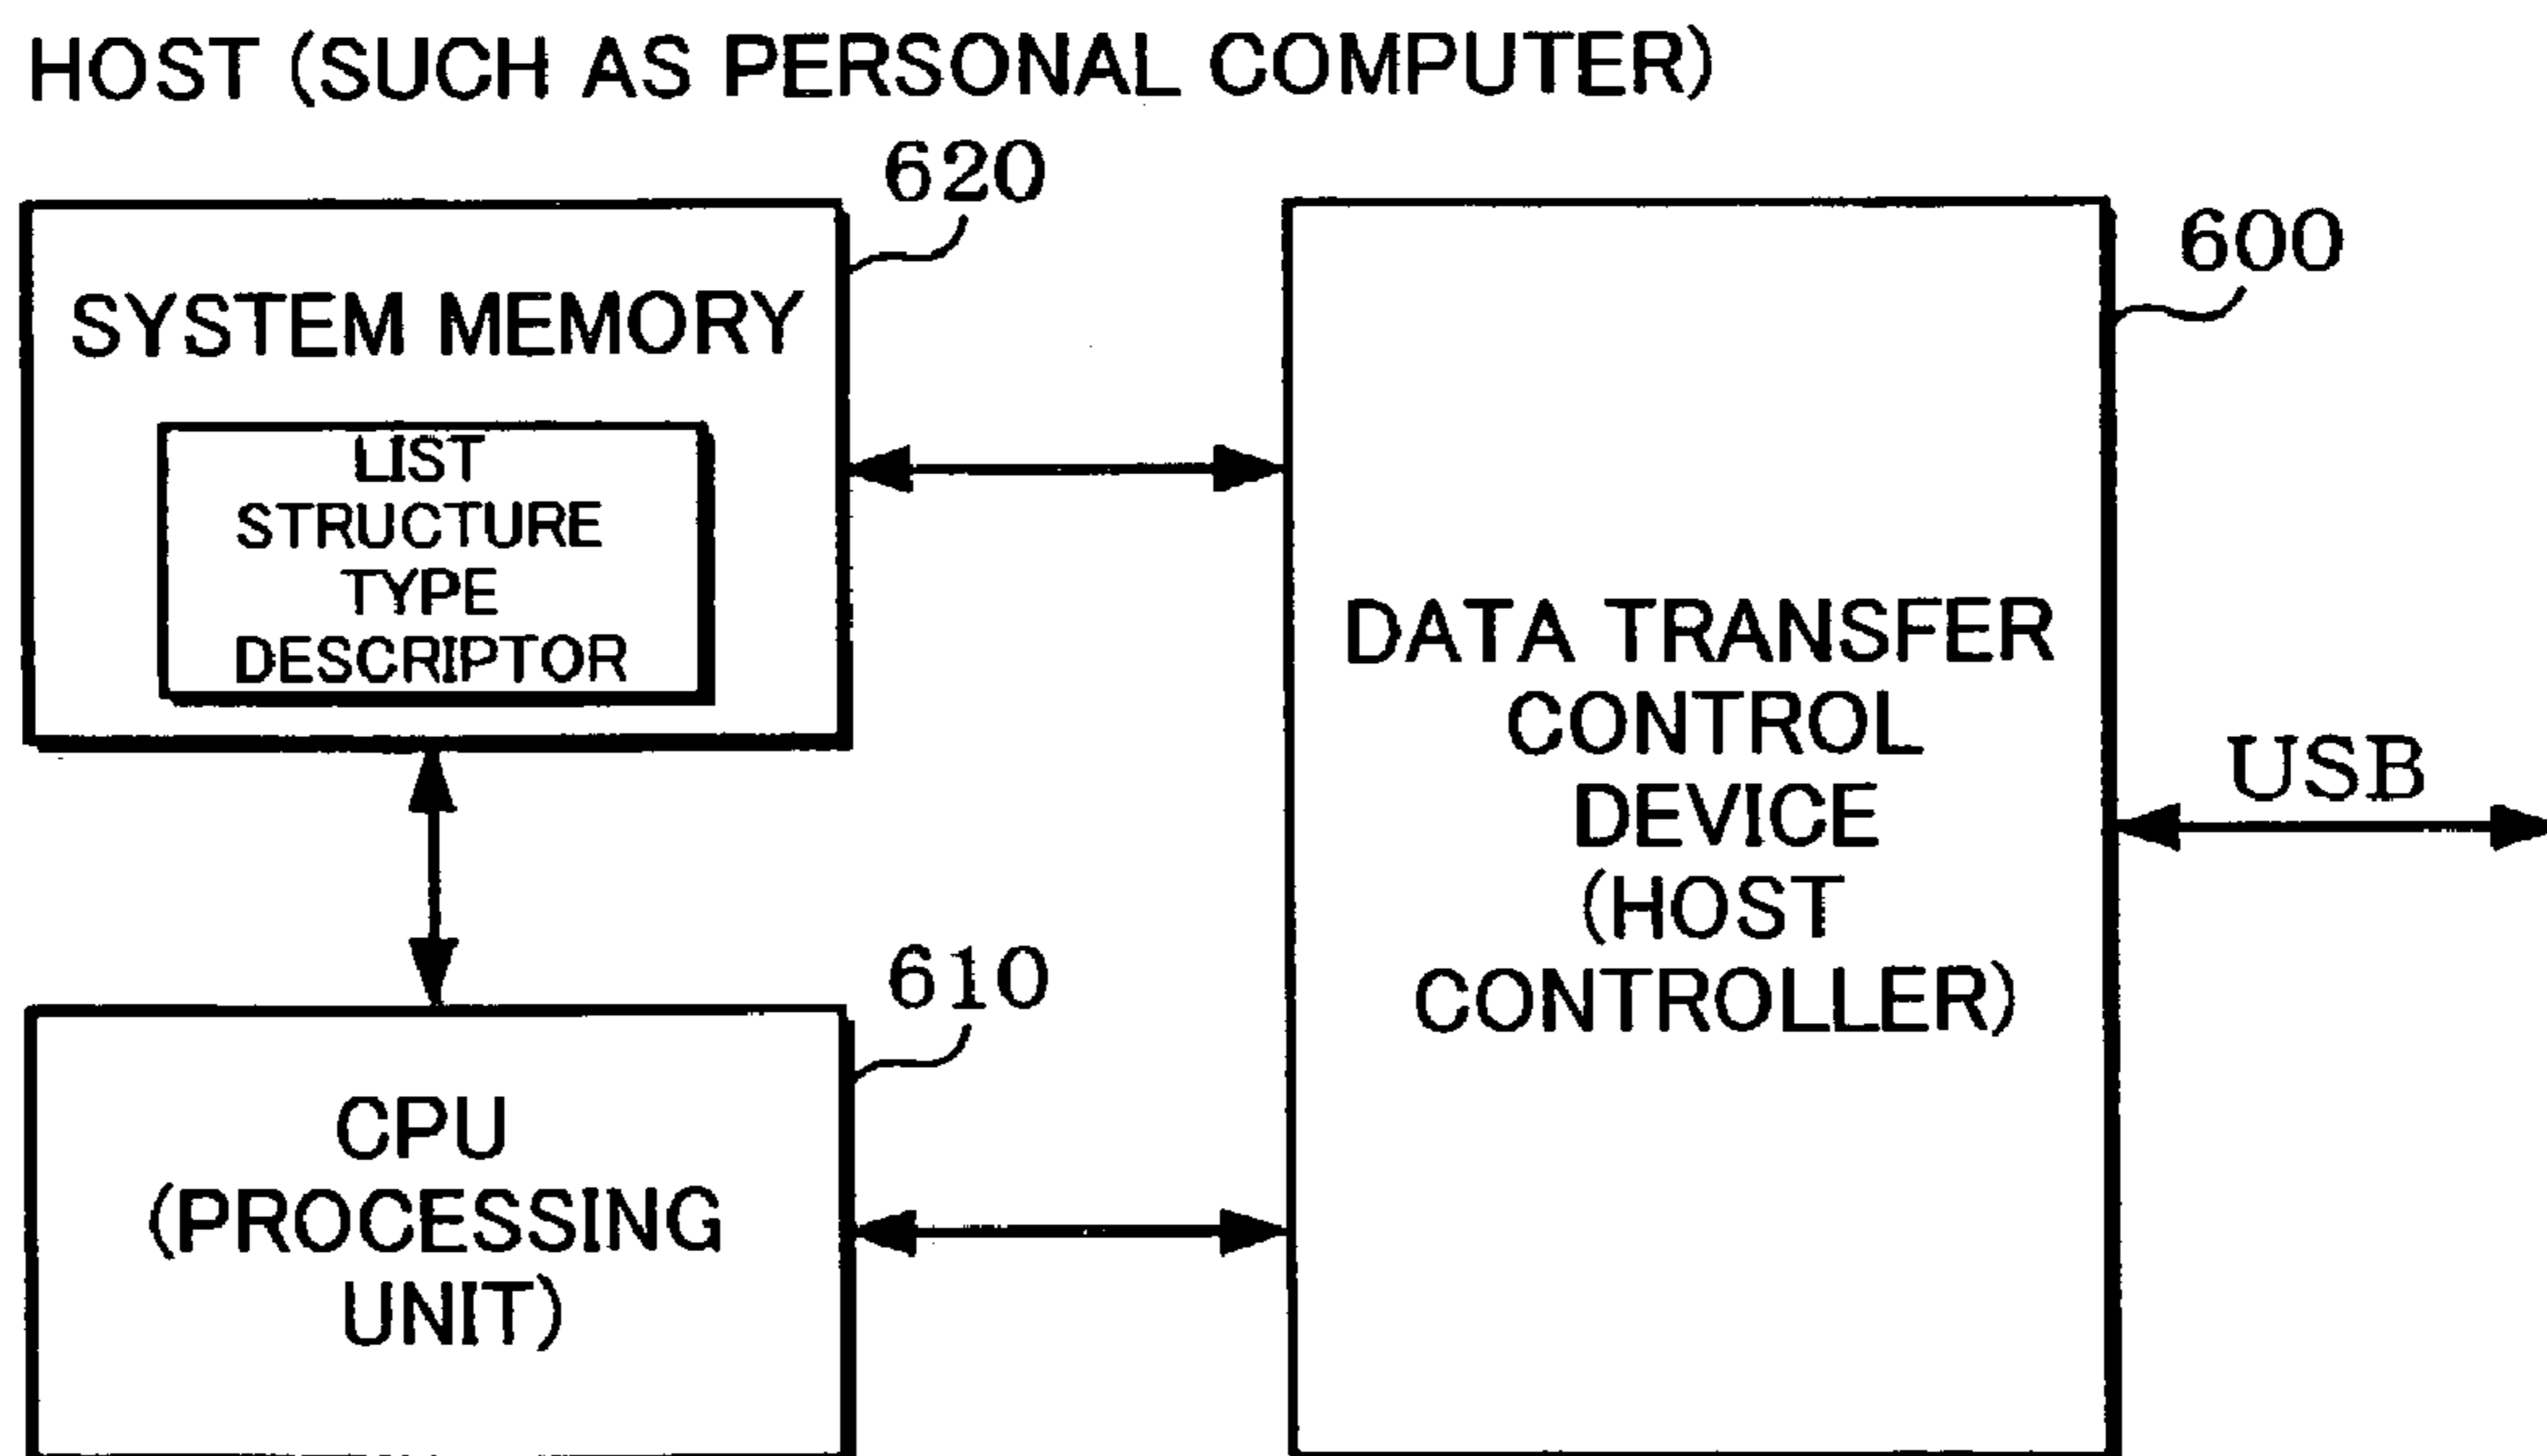 HOST (SUCH AS PERSONAL COMPUTER)
620
SYSTEM MEMORY
LIST
STRUCTURE
TYPE
DESCRIPTOR
600
DATA TRANSFER
CONTROL
DEVICE
(HOST
CONTROLLER)
USB
610
CPU
(PROCESSING
UNIT)